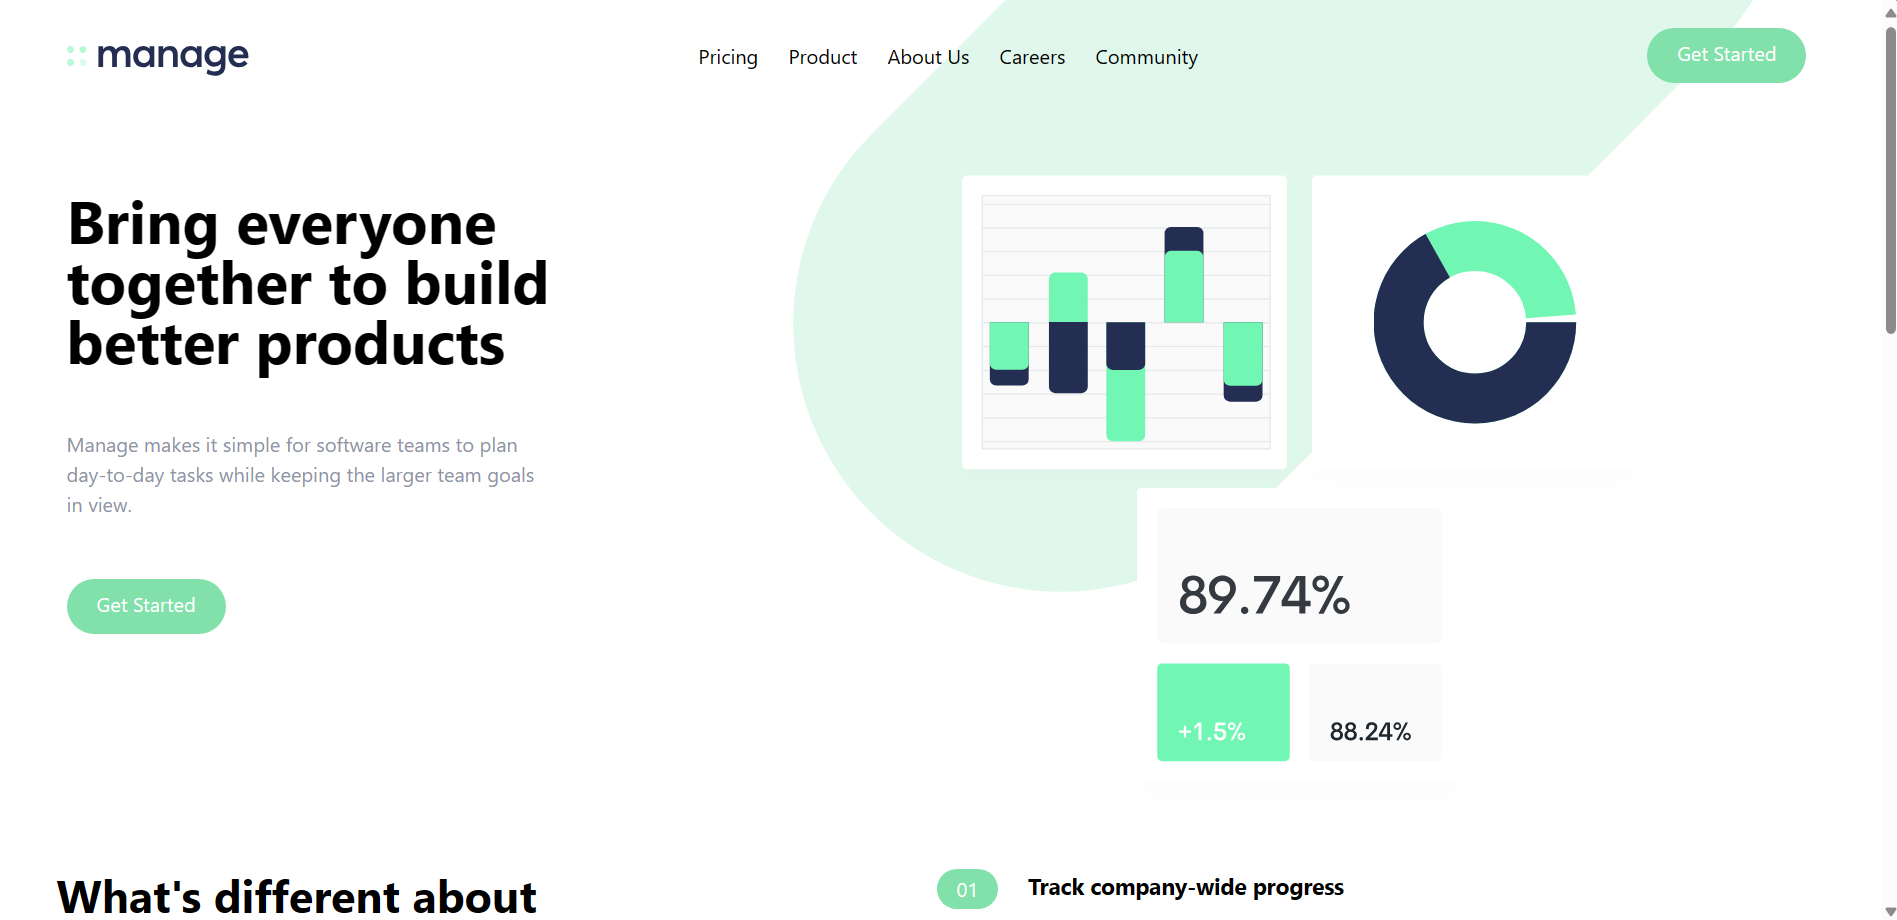 manage
Pricing Product About Us Careers Community
Get Started
Bring everyone
together to build
better products
Manage makes it simple for software teams to plan
day-to-day tasks while keeping the larger team goals
in view.
Get Started
89.74%
+1.5% 88.24%
What's different about
01 Track company-wide progress